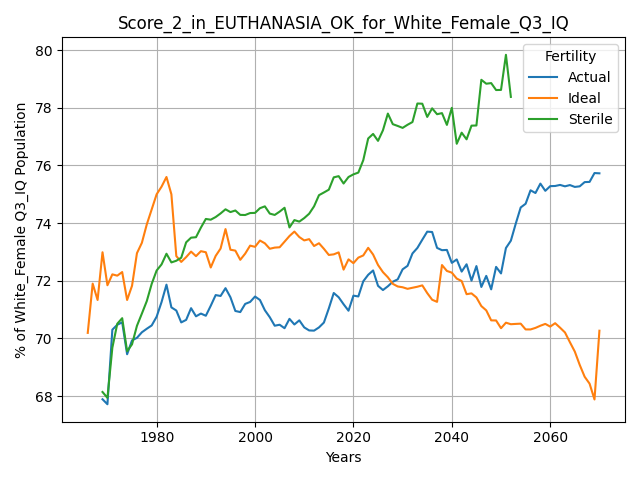 Score_2_in_EUTHANASIA_OK_for_White_Female_Q3_IQ
Fertility
Actual
Ideal
Sterile
% of White_Female Q3_IQ Population
80
78
76
74
72
70
68
1980
2000
2020
2040
2060
Years